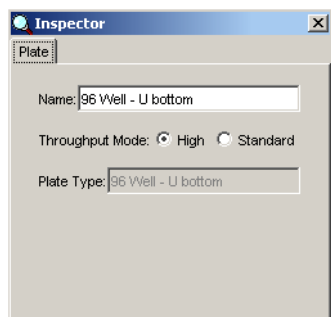 Inspector
Plate
Name: 96 Well - U bottom
Throughput Mode: High Standard
Plate Type: 96 Well - U bottom